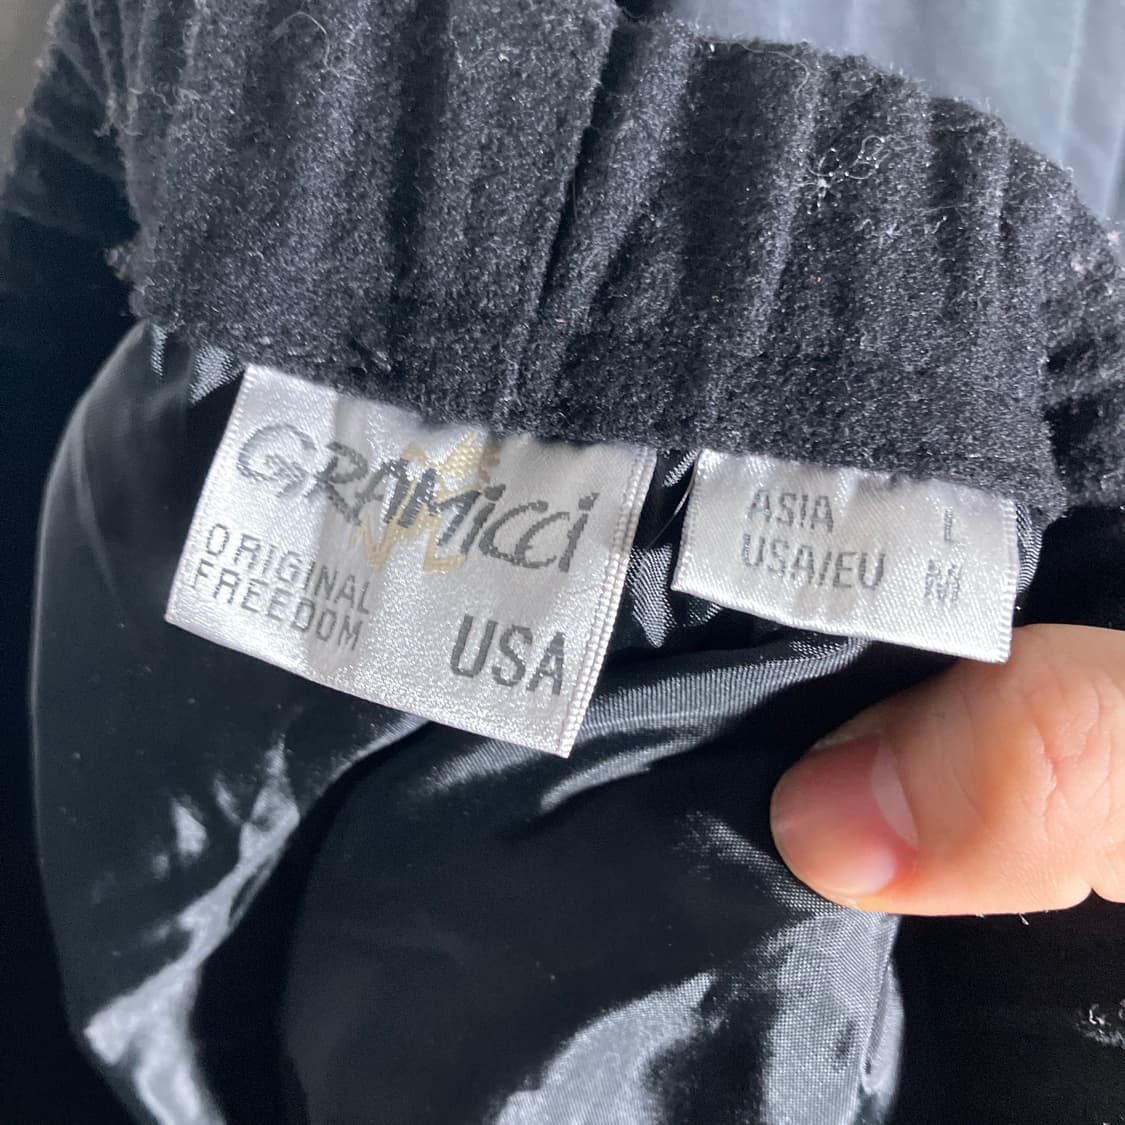 GRAMiCCi
ORIGINAL
FREEDOM
USA
ASIA L
USA/EU M